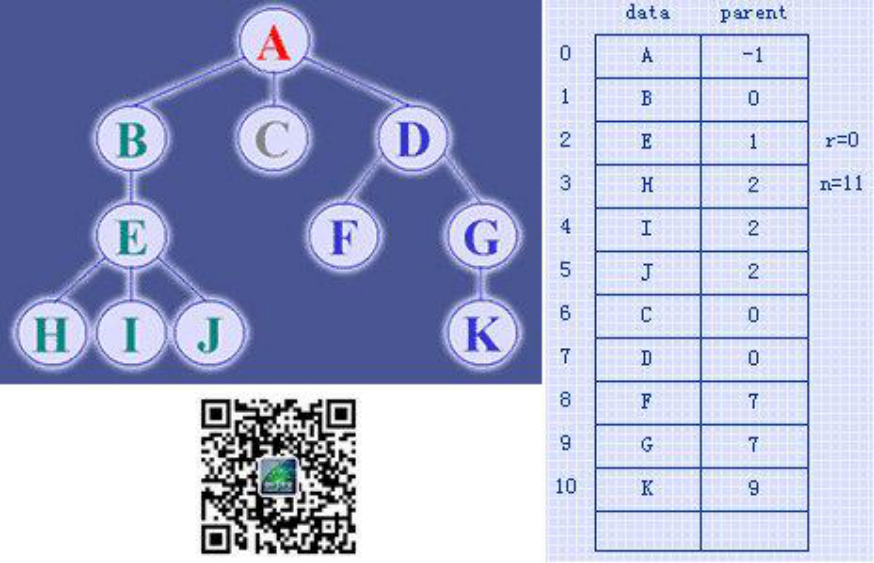 A
B C D
E F G
H I J K
data parent
0 A -1
1 B 0
2 E 1 r=0
3 H 2 n=11
4 I 2
5 J 2
6 C 0
7 D 0
8 F 7
9 G 7
10 K 9